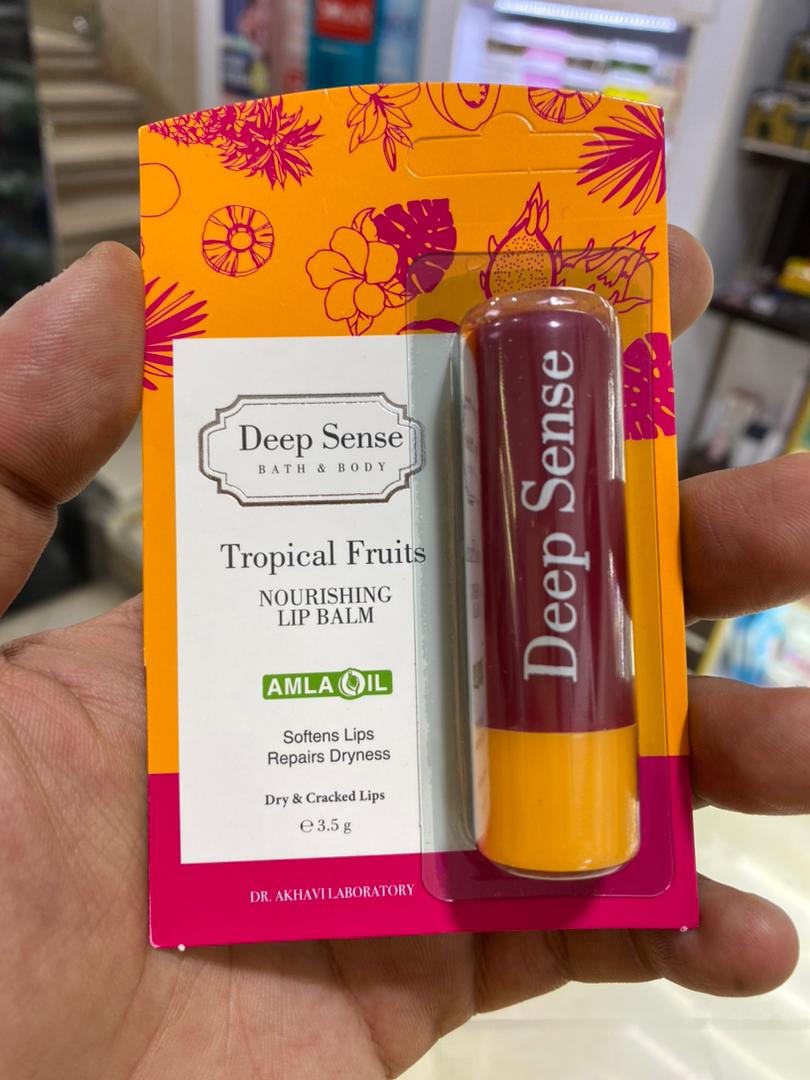 Deep Sense
BATH & BODY
Tropical Fruits
NOURISHING
LIP BALM
AMLA OIL
Softens Lips
Repairs Dryness
Dry & Cracked Lips
℮ 3.5 g
DR. AKHAVI LABORATORY
Deep Sense